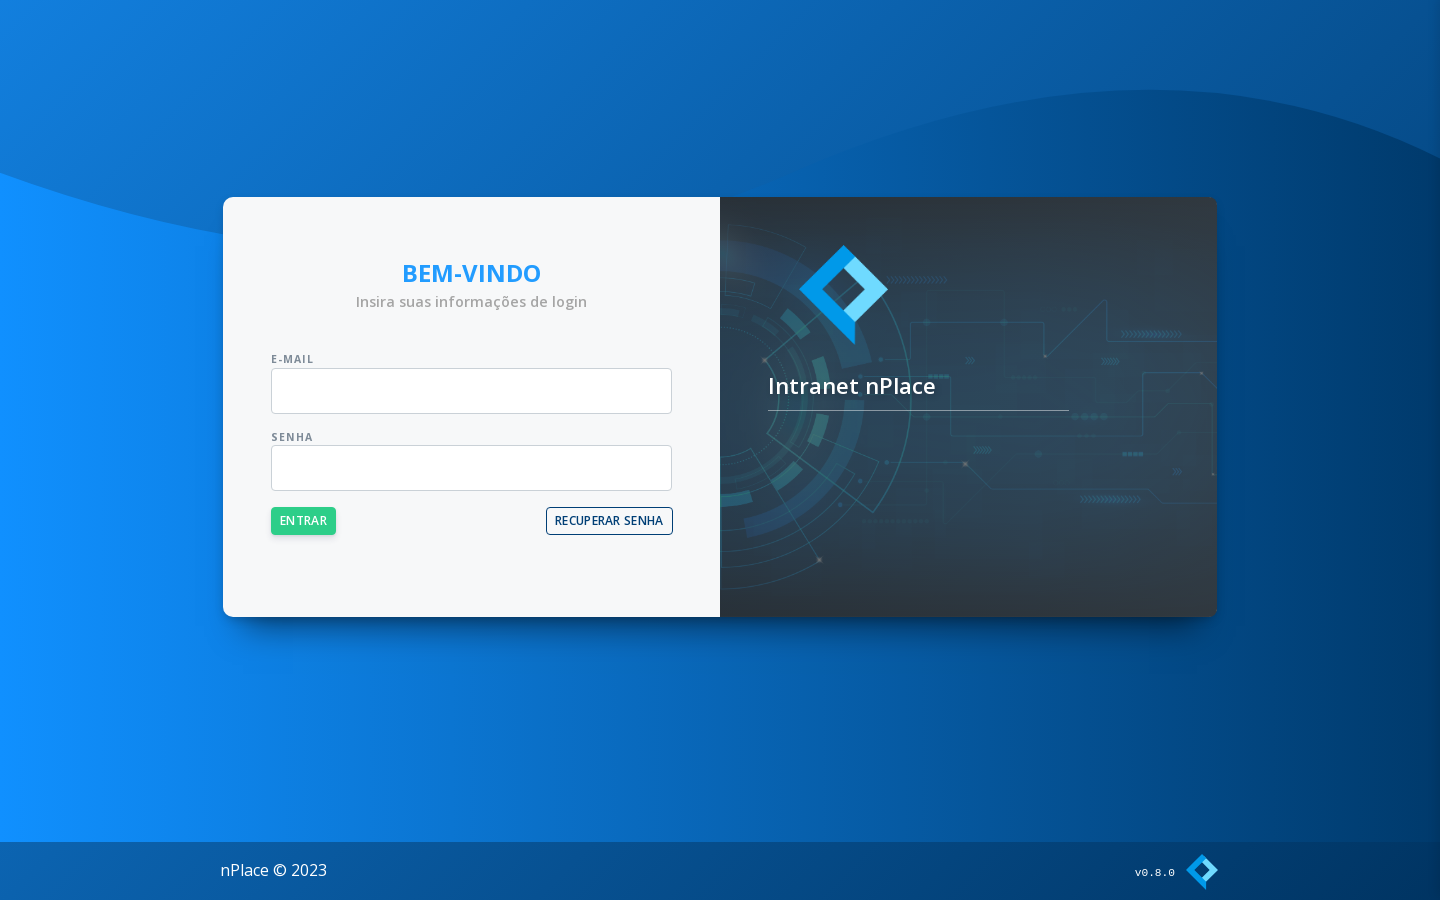 BEM-VINDO
Insira suas informações de login
E-MAIL
SENHA
ENTRAR
RECUPERAR SENHA
Intranet nPlace
nPlace © 2023
v0.8.0